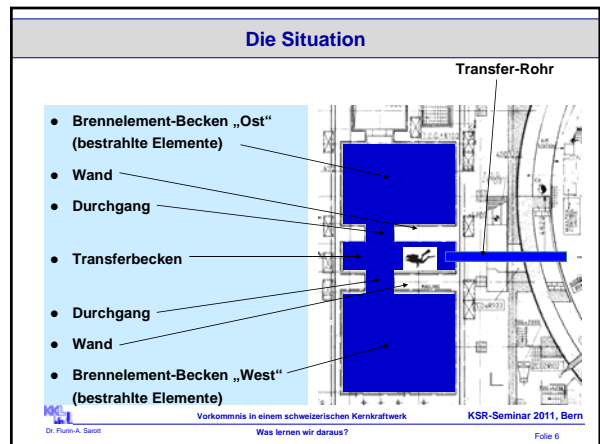 Die Situation
Transfer-Rohr
● Brennelement-Becken „Ost“
(bestrahlte Elemente)
● Wand
● Durchgang
● Transferbecken
● Durchgang
● Wand
● Brennelement-Becken „West“
(bestrahlte Elemente)
Dr. Flurin-A. Sarott
Vorkommnis in einem schweizerischen Kernkraftwerk
Was lernen wir daraus?
KSR-Seminar 2011, Bern
Folie 6